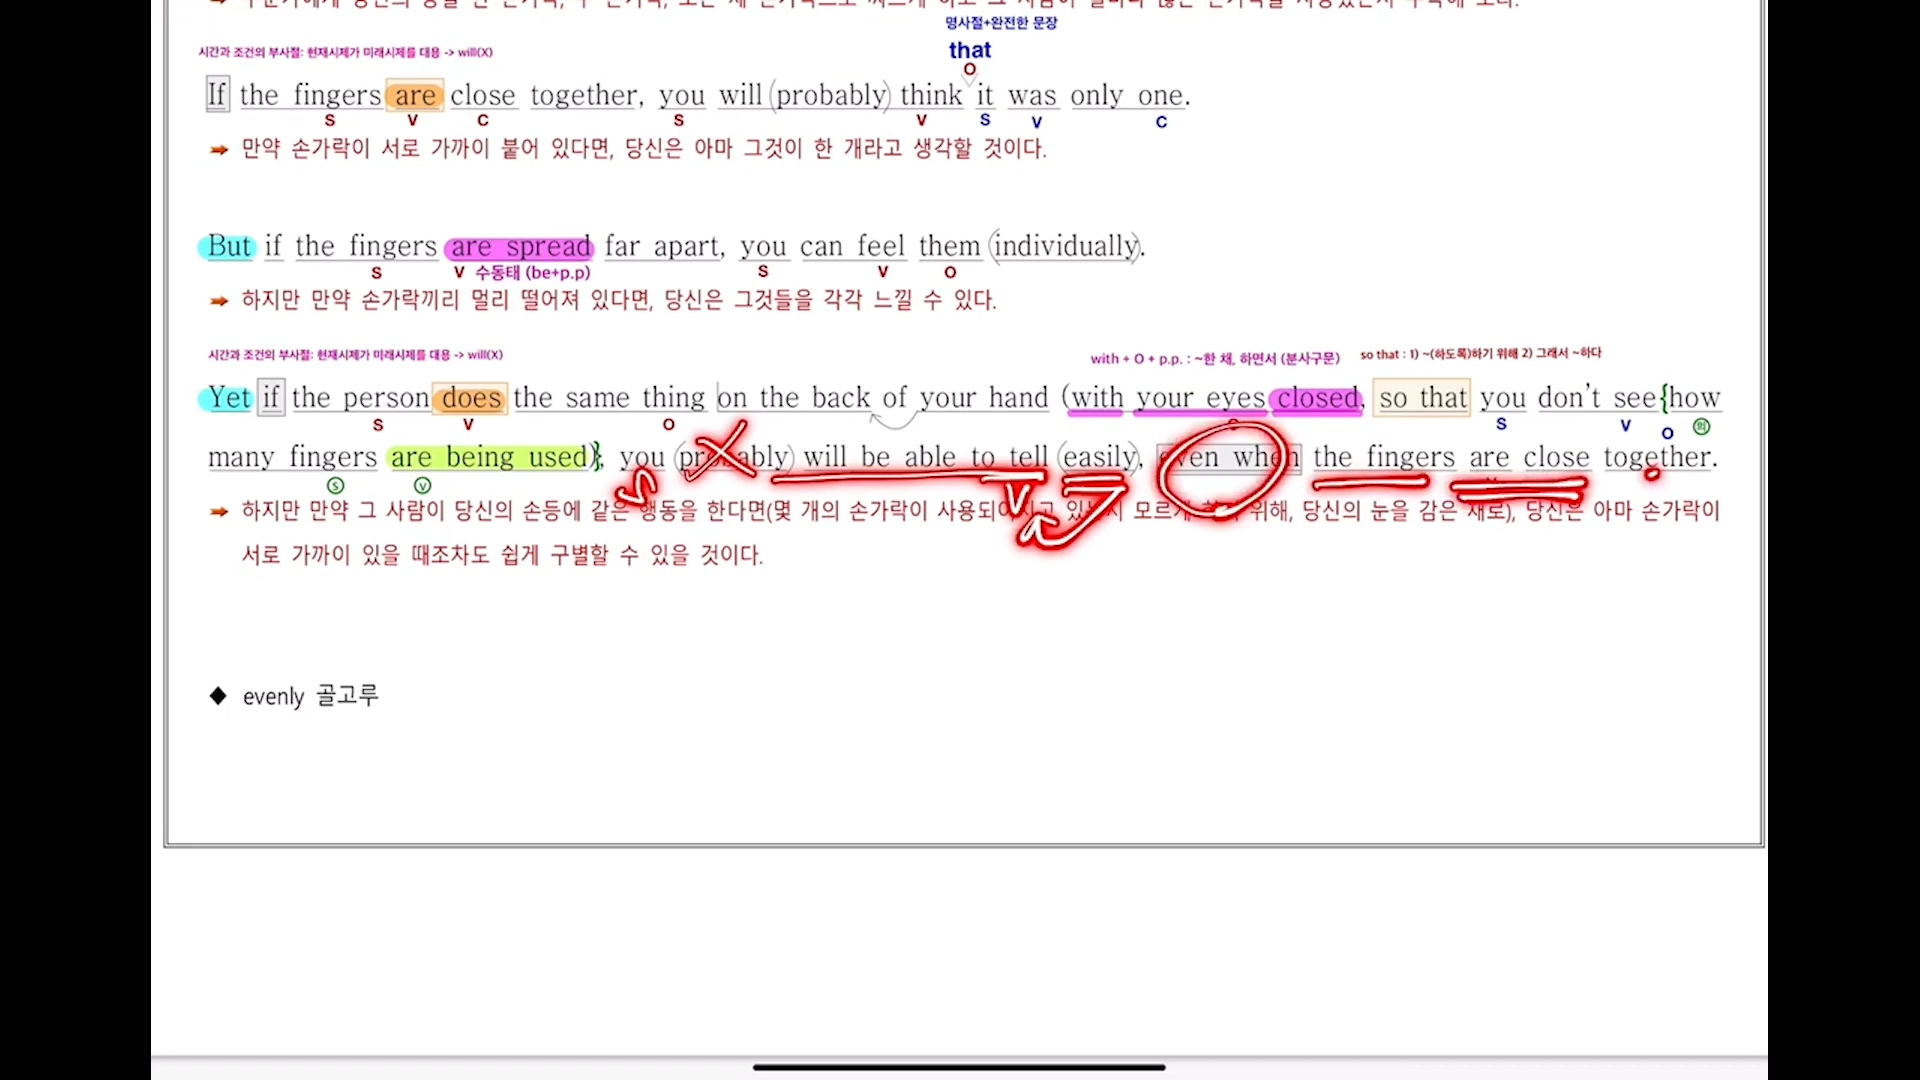 명사절+완전한 문장
시간과 조건의 부사절: 현재시제가 미래시제를 대용 -> will(X)
that
O
If the fingers are close together, you will (probably) think it was only one.
S V C S V S V C
➡ 만약 손가락이 서로 가까이 붙어 있다면, 당신은 아마 그것이 한 개라고 생각할 것이다.
But if the fingers are spread far apart, you can feel them (individually).
S V 수동태 (be+p.p) S V O
➡ 하지만 만약 손가락끼리 멀리 떨어져 있다면, 당신은 그것들을 각각 느낄 수 있다.
시간과 조건의 부사절: 현재시제가 미래시제를 대용 -> will(X) with + O + p.p. : ~한 채, 하면서 (분사구문) so that : 1) ~(하도록)하기 위해 2) 그래서 ~하다
Yet if the person does the same thing on the back of your hand (with your eyes closed, so that you don't see{how
S V O S V O 의
many fingers are being used)}, you (probably) will be able to tell (easily), even when the fingers are close together.
S V S V
➡ 하지만 만약 그 사람이 당신의 손등에 같은 행동을 한다면(몇 개의 손가락이 사용되어 위해, 당신의 눈을 감은 채로), 당신은 아마 손가락이
서로 가까이 있을 때조차도 쉽게 구별할 수 있을 것이다.
◆ evenly 골고루